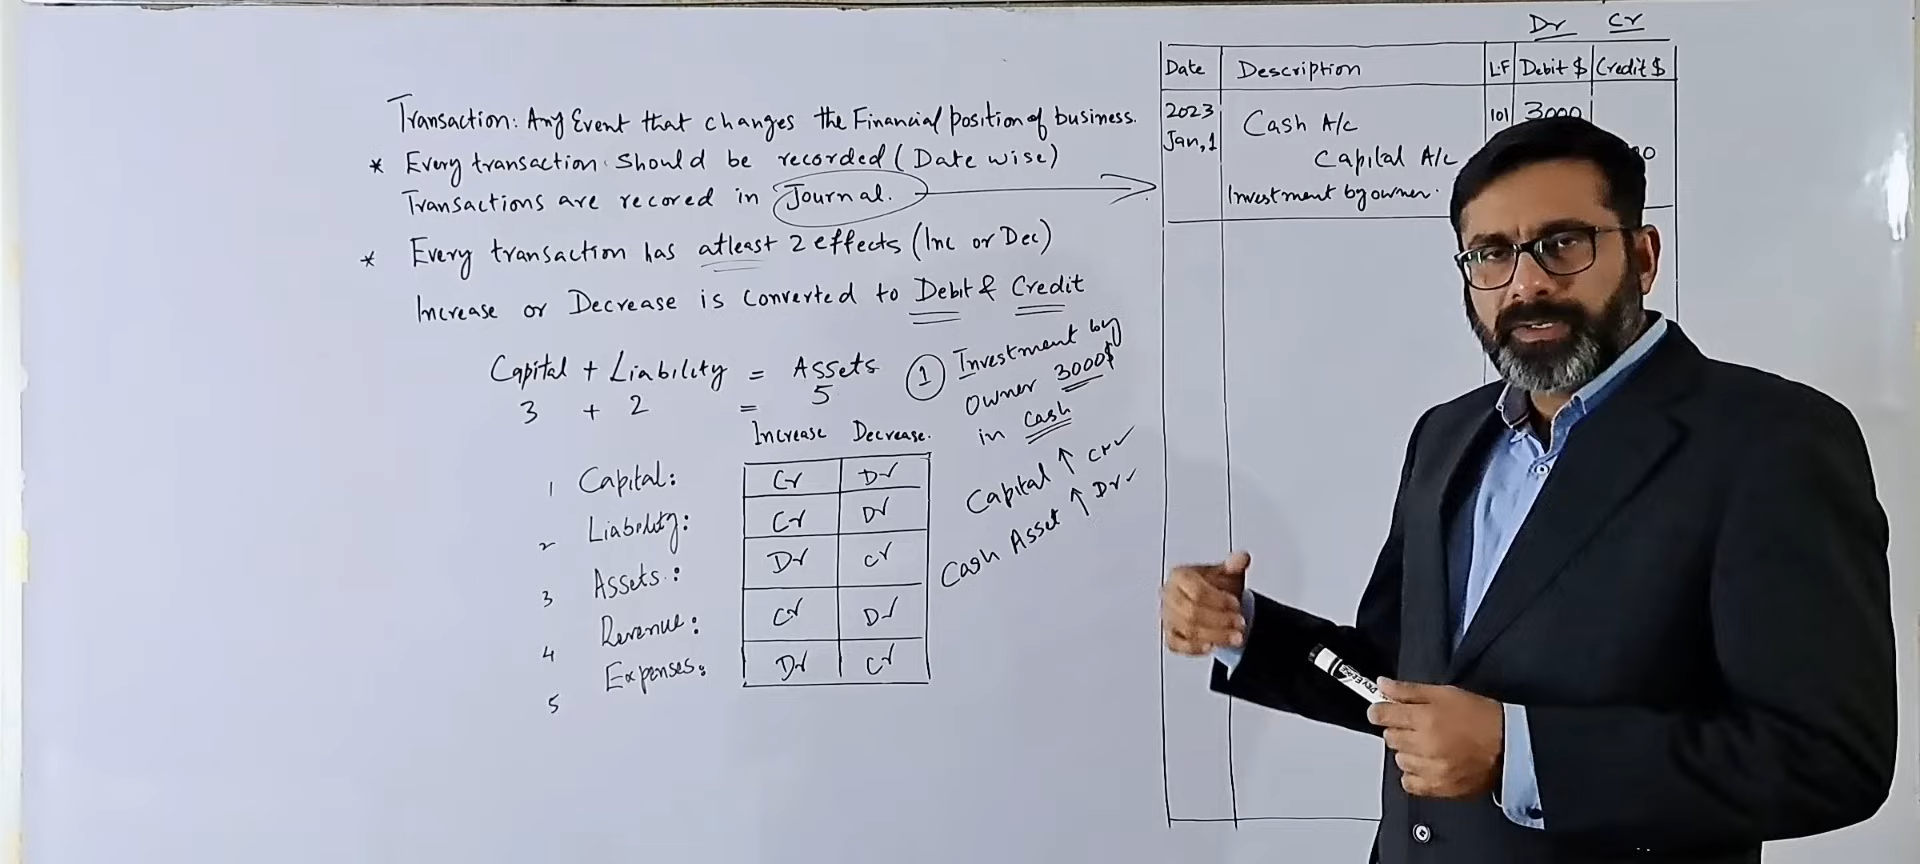 Transaction: Any Event that changes the Financial position of business.
* Every transaction should be recorded (Date wise)
Transactions are recored in Journal.
* Every transaction has atleast 2 effects (Inc or Dec)
Increase or Decrease is converted to Debit & Credit
Capital + Liability = Assets
3 + 2 = 5
Increase Decrease.
1 Capital: Cr Dr
2 Liability: Cr Dr
3 Assets: Dr Cr
4 Revenue: Cr Dr
5 Expenses: Dr Cr
1 Investment by
Owner 3000$
in Cash
Capital ↑ Cr ✓
Cash Asset ↑ Dr ✓
Dr Cr
Date Description L.F Debit $ Credit $
2023 Cash A/c 101 3000
Jan, 1 Capital A/c
Investment by owner.
DRY ERASE